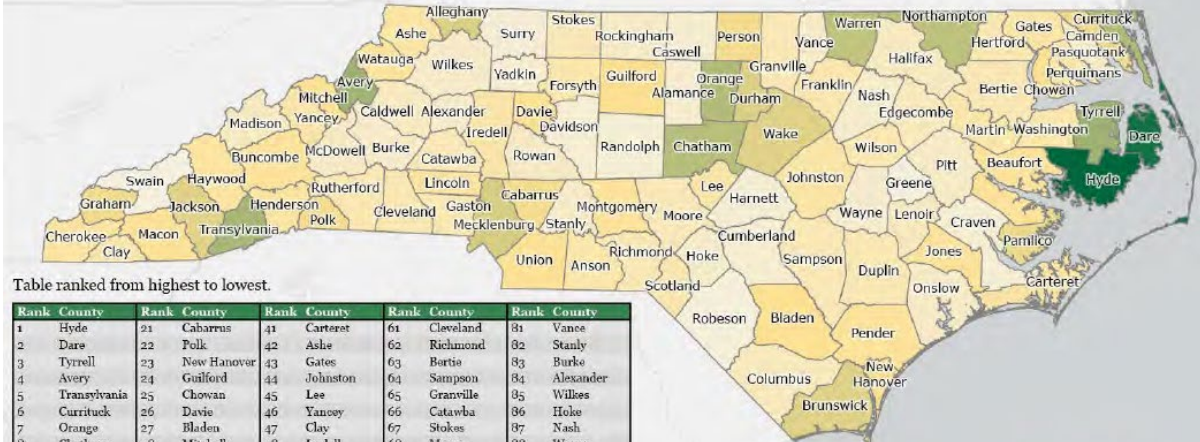 Alleghany
Stokes
Warren
Northampton
Currituck
Ashe
Surry
Rockingham
Caswell
Person
Vance
Hertford
Gates
Camden
Pasquotank
Watauga
Wilkes
Yadkin
Forsyth
Guilford
Alamance
Orange
Granville
Halifax
Perquimans
Avery
Mitchell
Yancey
Caldwell
Alexander
Davie
Durham
Franklin
Nash
Edgecombe
Bertie
Chowan
Madison
Iredell
Davidson
Wake
Martin
Washington
Tyrrell
Dare
Buncombe
McDowell
Burke
Catawba
Rowan
Randolph
Chatham
Wilson
Pitt
Beaufort
Hyde
Swain
Haywood
Rutherford
Lincoln
Cabarrus
Lee
Johnston
Greene
Graham
Jackson
Henderson
Polk
Cleveland
Gaston
Montgomery
Moore
Harnett
Wayne
Lenoir
Craven
Cherokee
Macon
Transylvania
Mecklenburg
Stanly
Cumberland
Pamlico
Clay
Union
Anson
Richmond
Hoke
Sampson
Duplin
Jones
Onslow
Carteret
Scotland
Robeson
Bladen
Pender
Columbus
New
Hanover
Brunswick
Table ranked from highest to lowest.
Rank County Rank County Rank County Rank County Rank County
1 Hyde 21 Cabarrus 41 Carteret 61 Cleveland 81 Vance
2 Dare 22 Polk 42 Ashe 62 Richmond 82 Stanly
3 Tyrrell 23 New Hanover 43 Gates 63 Bertie 83 Burke
4 Avery 24 Guilford 44 Johnston 64 Sampson 84 Alexander
5 Transylvania 25 Chowan 45 Lee 65 Granville 85 Wilkes
6 Currituck 26 Davie 46 Yancey 66 Catawba 86 Hoke
7 Orange 27 Bladen 47 Clay 67 Stokes 87 Nash